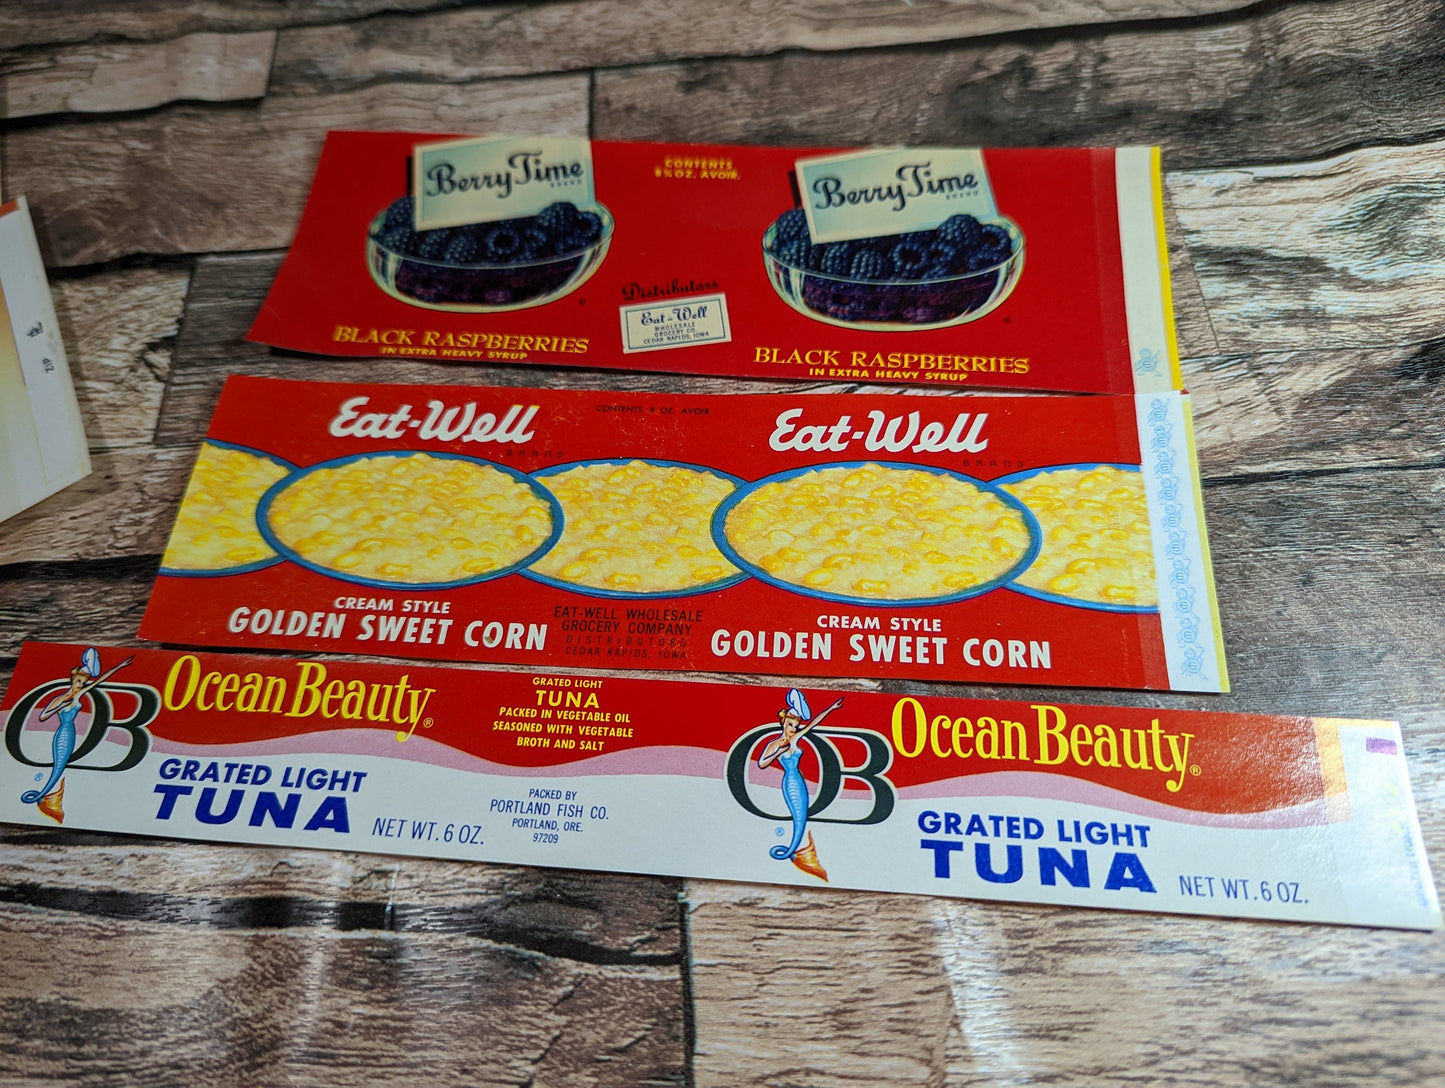 Berry Time
BRAND
CONTENTS
8¾ OZ. AVOIR.
Berry Time
BRAND
Distributors
Eat-Well
WHOLESALE
GROCERY CO.
CEDAR RAPIDS, IOWA
BLACK RASPBERRIES
IN EXTRA HEAVY SYRUP
BLACK RASPBERRIES
IN EXTRA HEAVY SYRUP
Eat-Well
BRAND
CONTENTS 8 OZ. AVOIR.
Eat-Well
BRAND
CREAM STYLE
GOLDEN SWEET CORN
EAT-WELL WHOLESALE
GROCERY COMPANY
DISTRIBUTORS
CEDAR RAPIDS, IOWA
CREAM STYLE
GOLDEN SWEET CORN
OB
®
Ocean Beauty®
GRATED LIGHT
TUNA
NET WT. 6 OZ.
GRATED LIGHT
TUNA
PACKED IN VEGETABLE OIL
SEASONED WITH VEGETABLE
BROTH AND SALT
PACKED BY
PORTLAND FISH CO.
PORTLAND, ORE.
97209
OB
®
Ocean Beauty®
GRATED LIGHT
TUNA
NET WT. 6 OZ.